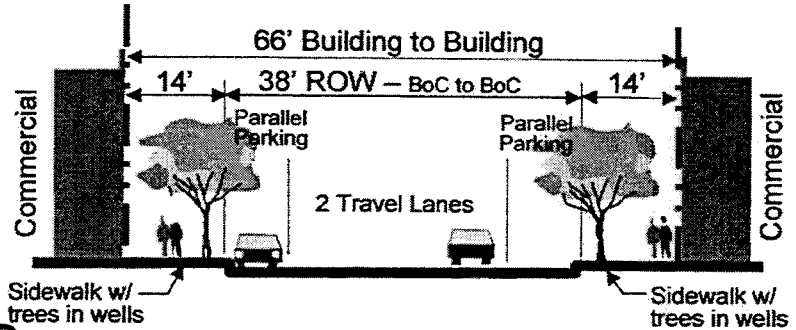 66' Building to Building
14' 38' ROW – BoC to BoC 14'
Parallel
Parking
Parallel
Parking
Commercial
2 Travel Lanes
Commercial
Sidewalk w/
trees in wells
Sidewalk w/
trees in wells